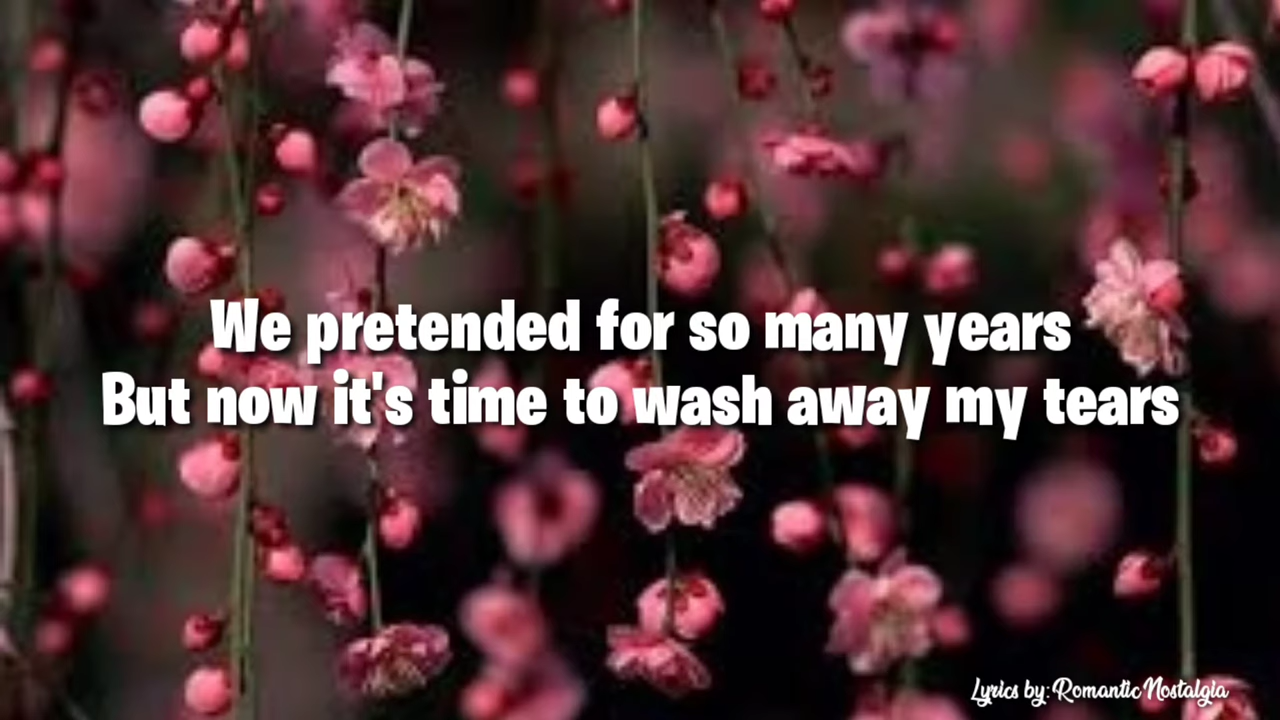 We pretended for so many years
But now it's time to wash away my tears
Lyrics by: Romantic Nostalgia